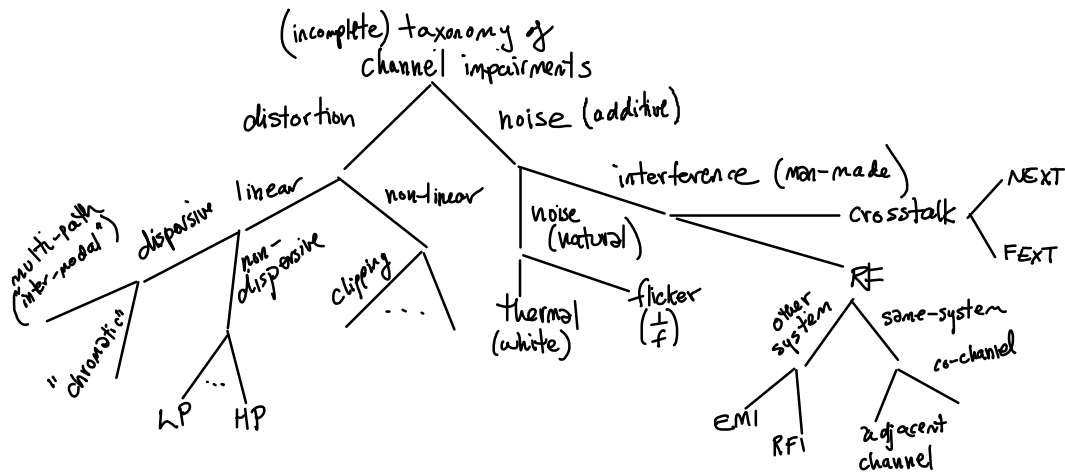 (incomplete) taxonomy of
channel impairments
distortion
noise (additive)
linear
non-linear
interference (man-made)
NEXT
crosstalk
FEXT
multi-path
("inter-modal")
dispersive
non-
dispersive
clipping
...
noise
(natural)
"chromatic"
...
LP
HP
thermal
(white)
flicker
(1/f)
RF
other
system
same-system
co-channel
EMI
RFI
adjacent
channel